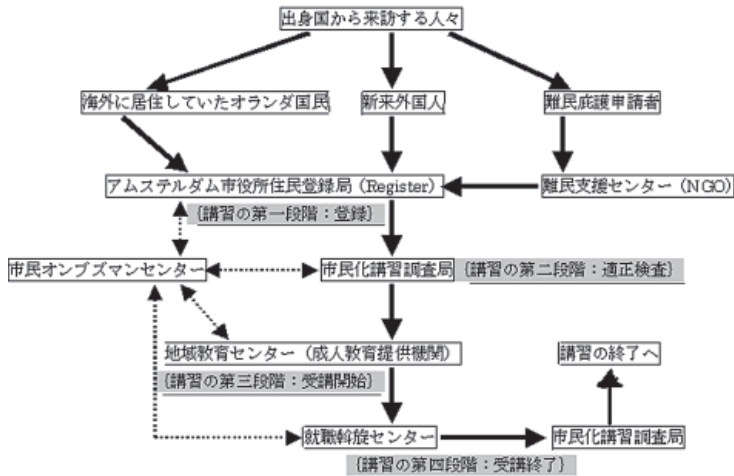 出身国から来訪する人々
海外に居住していたオランダ国民
新来外国人
難民庇護申請者
アムステルダム市役所住民登録局（Register）
難民支援センター（NGO）
{講習の第一段階：登録}
市民オンブズマンセンター
市民化講習調査局
{講習の第二段階：適正検査}
地域教育センター（成人教育提供機関）
講習の終了へ
{講習の第三段階：受講開始}
就職斡旋センター
市民化講習調査局
{講習の第四段階：受講終了}